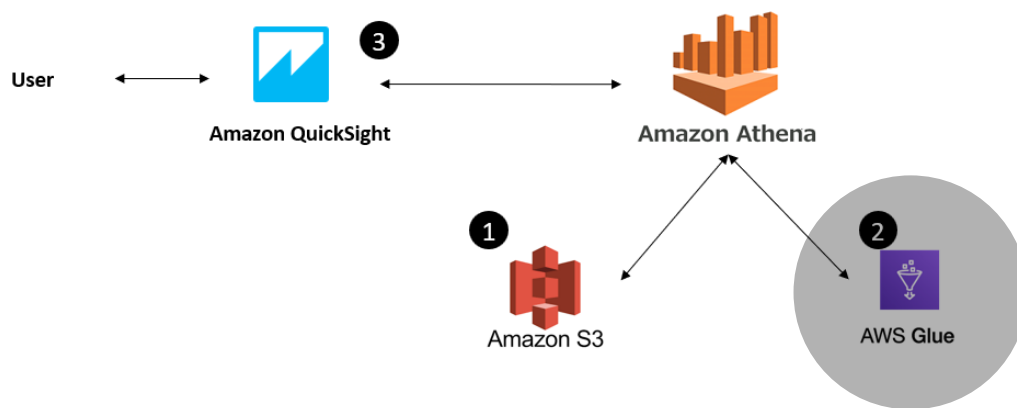 3
User
Amazon QuickSight
Amazon Athena
1
2
Amazon S3
AWS Glue